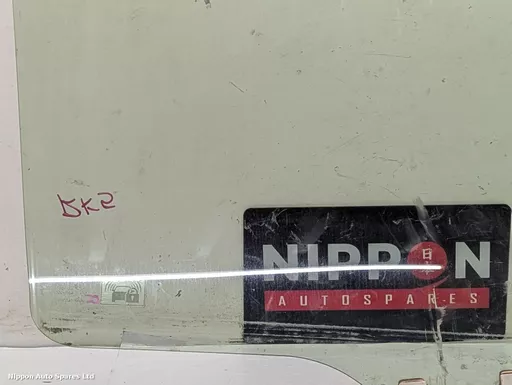 DK2
NIPPON
AUTOSPARES
Nippon Auto Spares Ltd